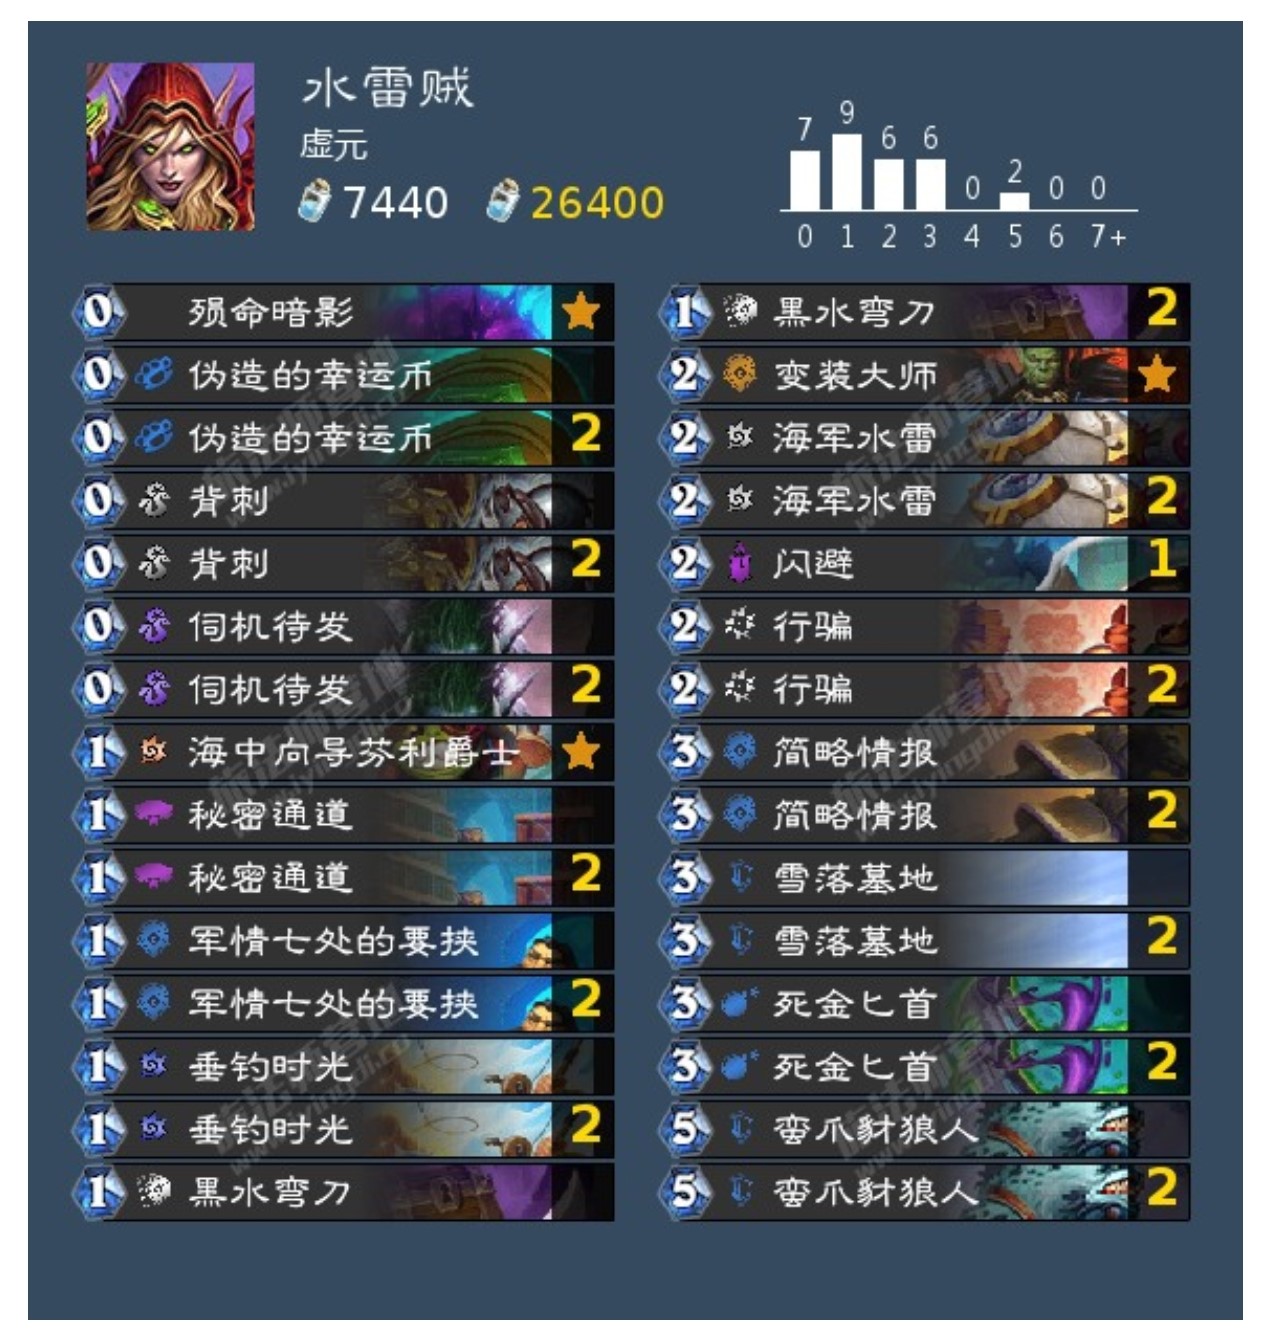 水雷贼
虚元
7440 26400
7 9 6 6 0 2 0 0
0 1 2 3 4 5 6 7+
0 殒命暗影
0 伪造的幸运币
0 伪造的幸运币 2
0 背刺
0 背刺 2
0 伺机待发
0 伺机待发 2
1 海中向导芬利爵士
1 秘密通道
1 秘密通道 2
1 军情七处的要挟
1 军情七处的要挟 2
1 垂钓时光
1 垂钓时光 2
1 黑水弯刀
1 黑水弯刀 2
2 变装大师
2 海军水雷
2 海军水雷 2
2 闪避 1
2 行骗
2 行骗 2
3 简略情报
3 简略情报 2
3 雪落墓地
3 雪落墓地 2
3 死金匕首
3 死金匕首 2
5 蛮爪豺狼人
5 蛮爪豺狼人 2